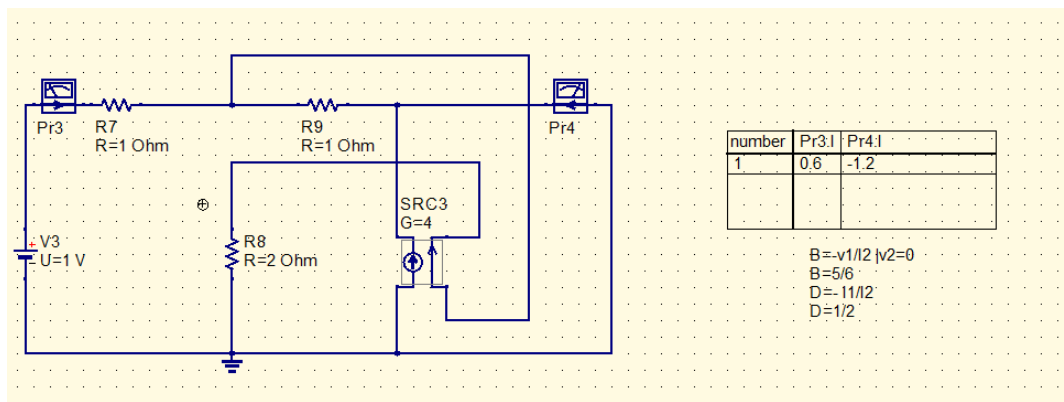 Pr3
R7
R=1 Ohm
R9
R=1 Ohm
Pr4
number Pr3.I Pr4.I
1 0.6 -1.2
SRC3
G=4
+ V3
- U=1 V
R8
R=2 Ohm
B=-v1/I2 |v2=0
B=5/6
D=-11/I2
D=1/2